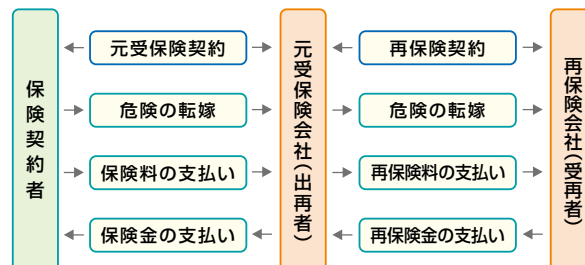 保険契約者
元受保険契約
危険の転嫁
保険料の支払い
保険金の支払い
元受保険会社(出再者)
再保険契約
危険の転嫁
再保険料の支払い
再保険金の支払い
再保険会社(受再者)